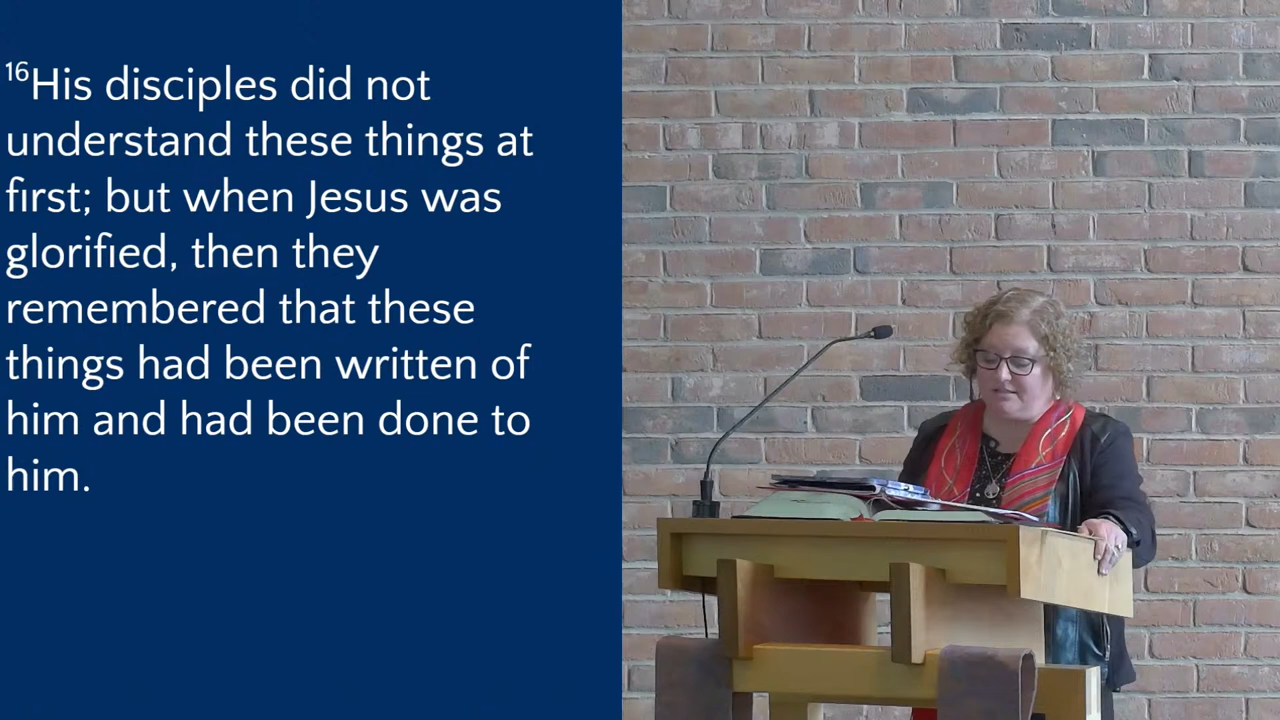 16His disciples did not
understand these things at
first; but when Jesus was
glorified, then they
remembered that these
things had been written of
him and had been done to
him.